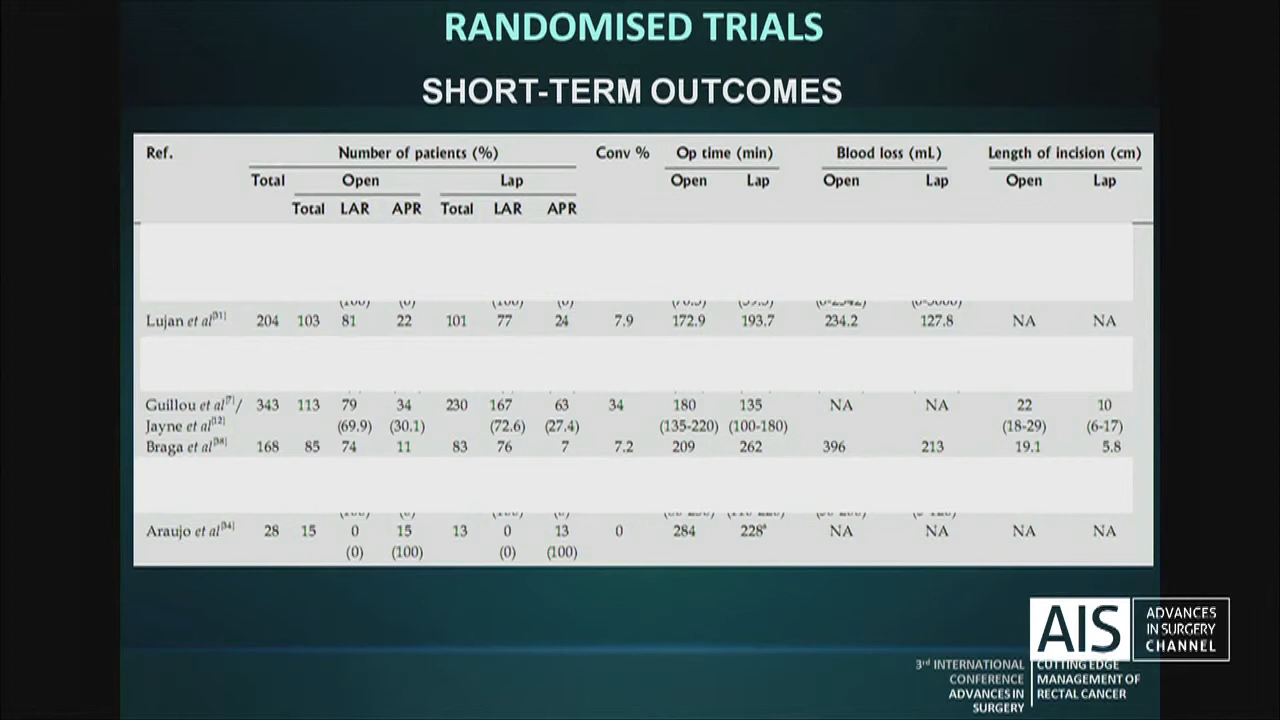 RANDOMISED TRIALS
SHORT-TERM OUTCOMES
Ref. Number of patients (%) Conv % Op time (min) Blood loss (mL) Length of incision (cm)
Total Open Lap Open Lap Open Lap Open Lap
Total LAR APR Total LAR APR
Lujan et al[31] 204 103 81 22 101 77 24 7.9 172.9 193.7 234.2 127.8 NA NA
Guillou et al[7]/ 343 113 79 34 230 167 63 34 180 135 NA NA 22 10
Jayne et al[12] (69.9) (30.1) (72.6) (27.4) (135-220) (100-180) (18-29) (6-17)
Braga et al[38] 168 85 74 11 83 76 7 7.2 209 262 396 213 19.1 5.8
Araujo et al[34] 28 15 0 15 13 0 13 0 284 228 NA NA NA NA
(0) (100) (0) (100)
AIS
ADVANCES
IN SURGERY
CHANNEL
3rd INTERNATIONAL
CONFERENCE
ADVANCES IN
SURGERY
CUTTING EDGE
MANAGEMENT OF
RECTAL CANCER